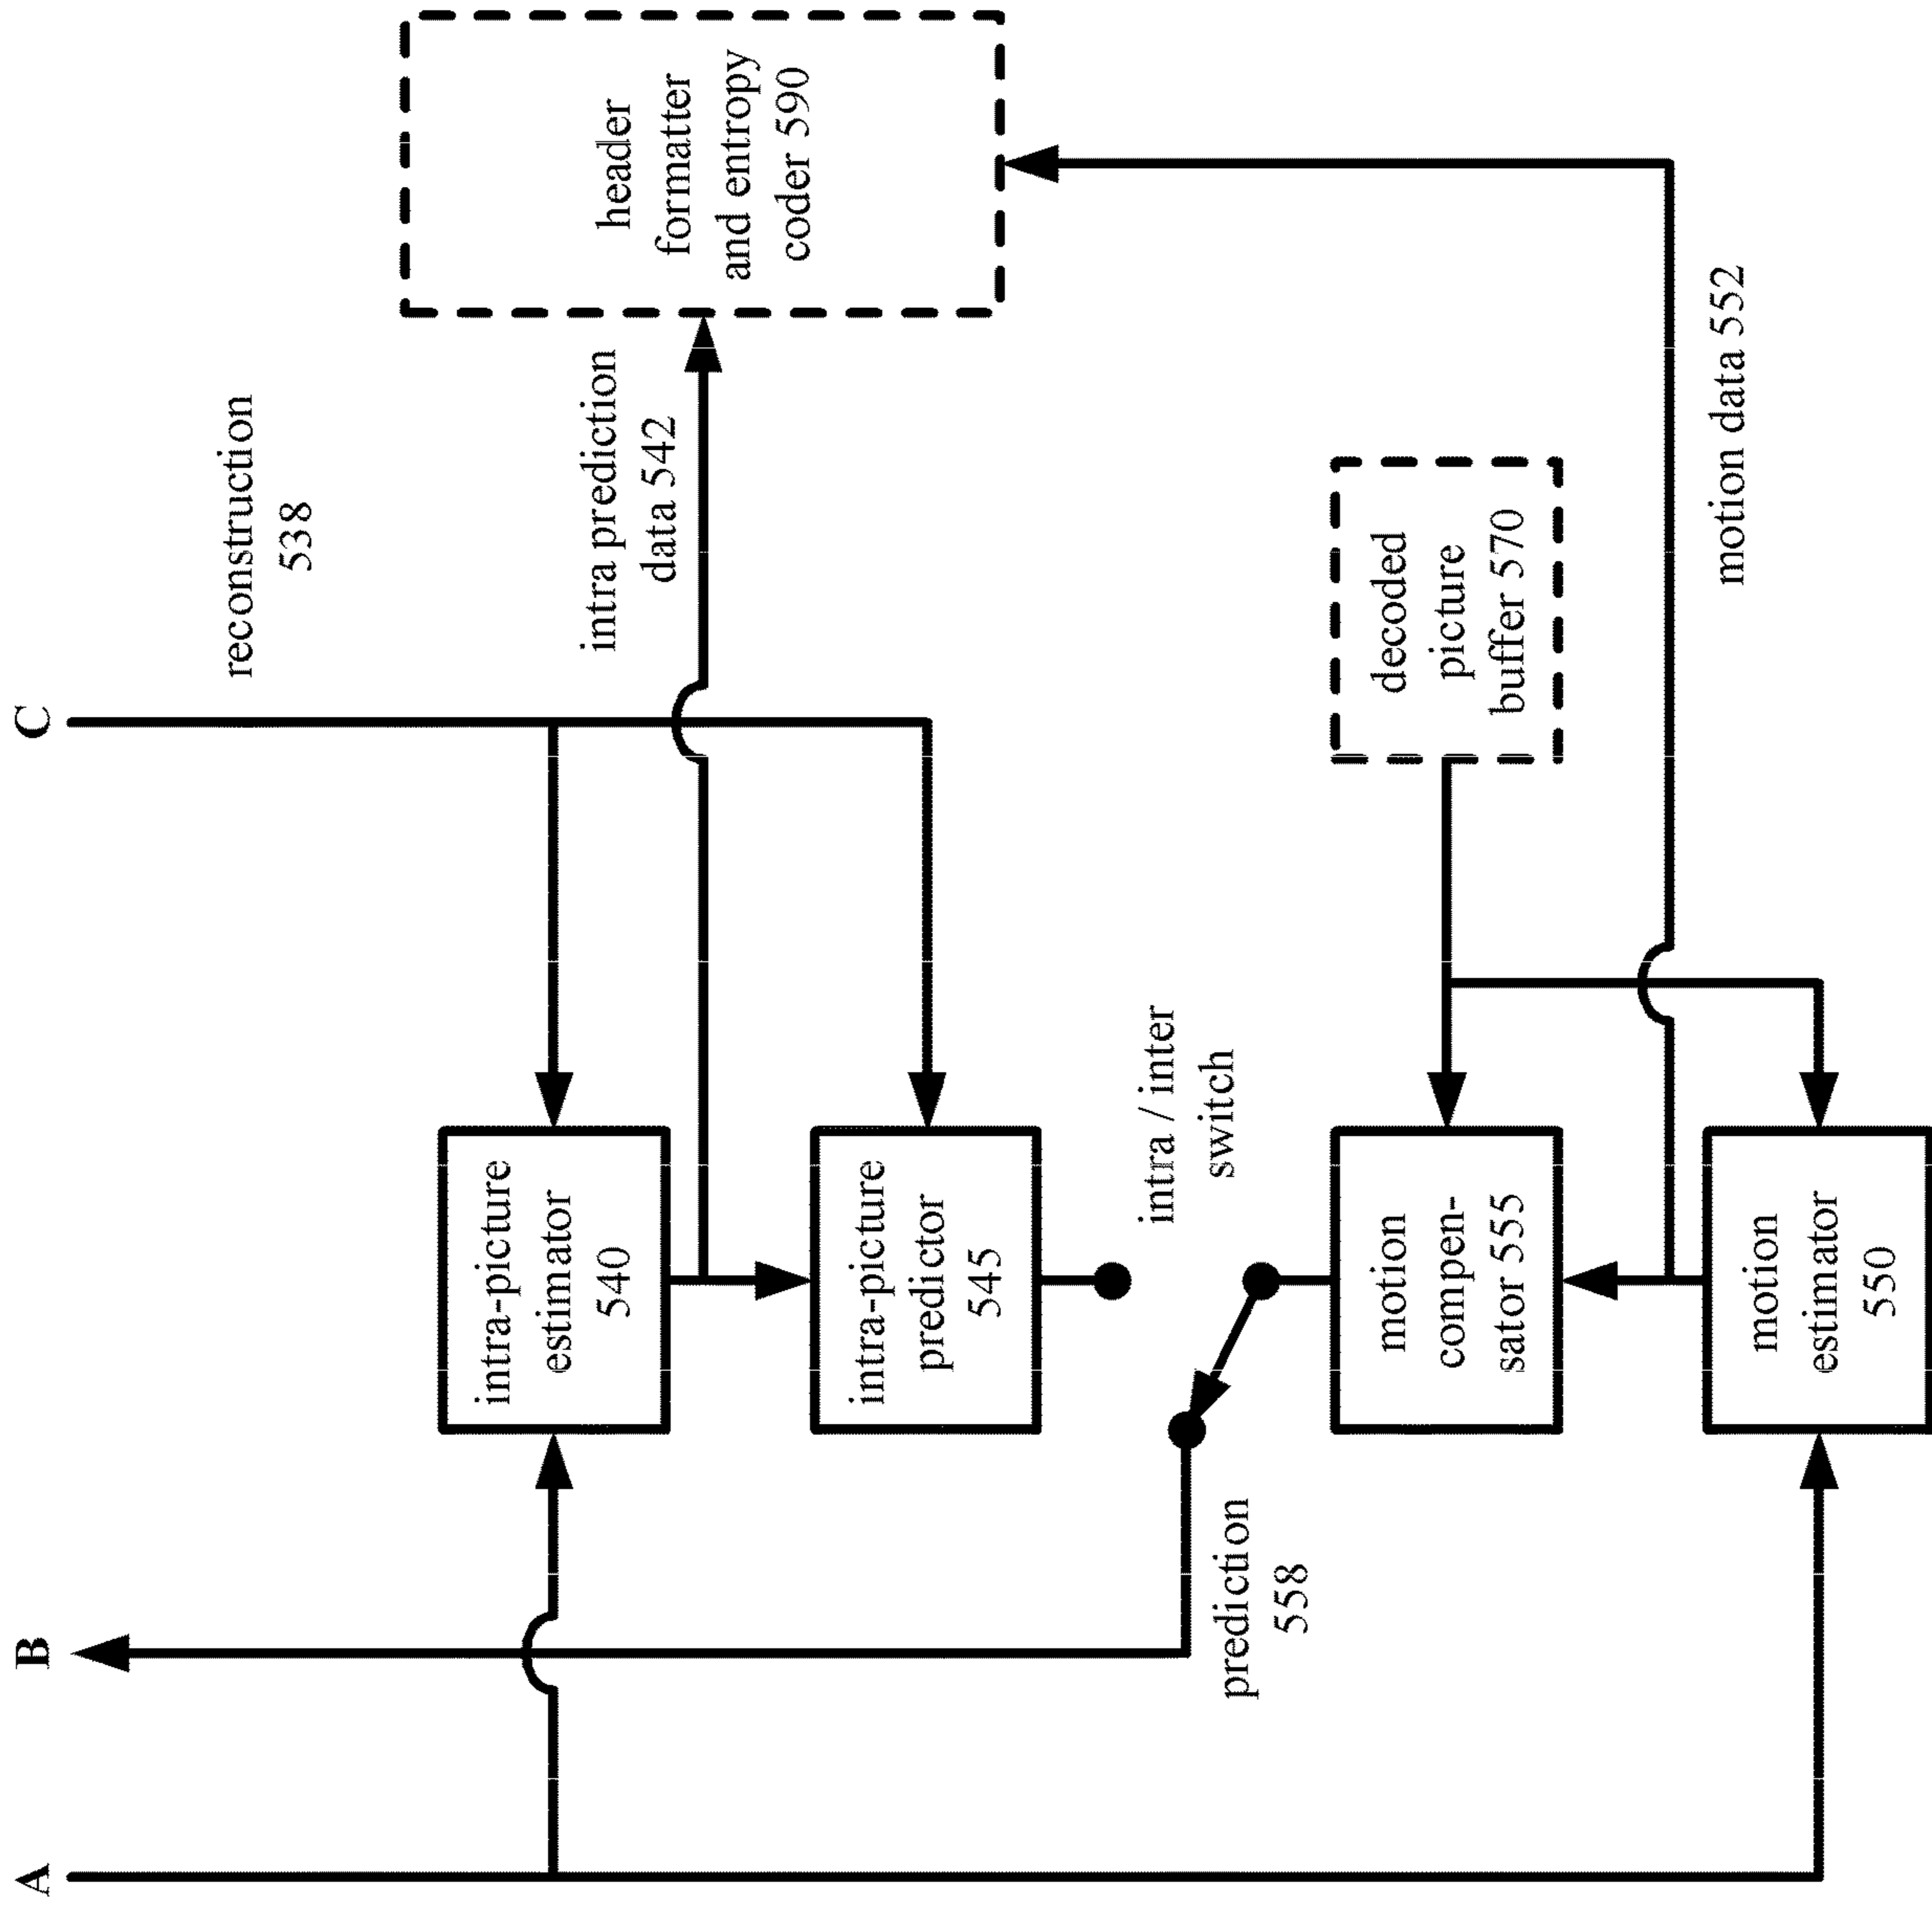 A
B
C
reconstruction
538
header
formatter
and entropy
coder 590
intra prediction
data 542
intra-picture
estimator
540
intra-picture
predictor
545
intra / inter
switch
prediction
558
motion
compen-
sator 555
decoded
picture
buffer 570
motion
estimator
550
motion data 552